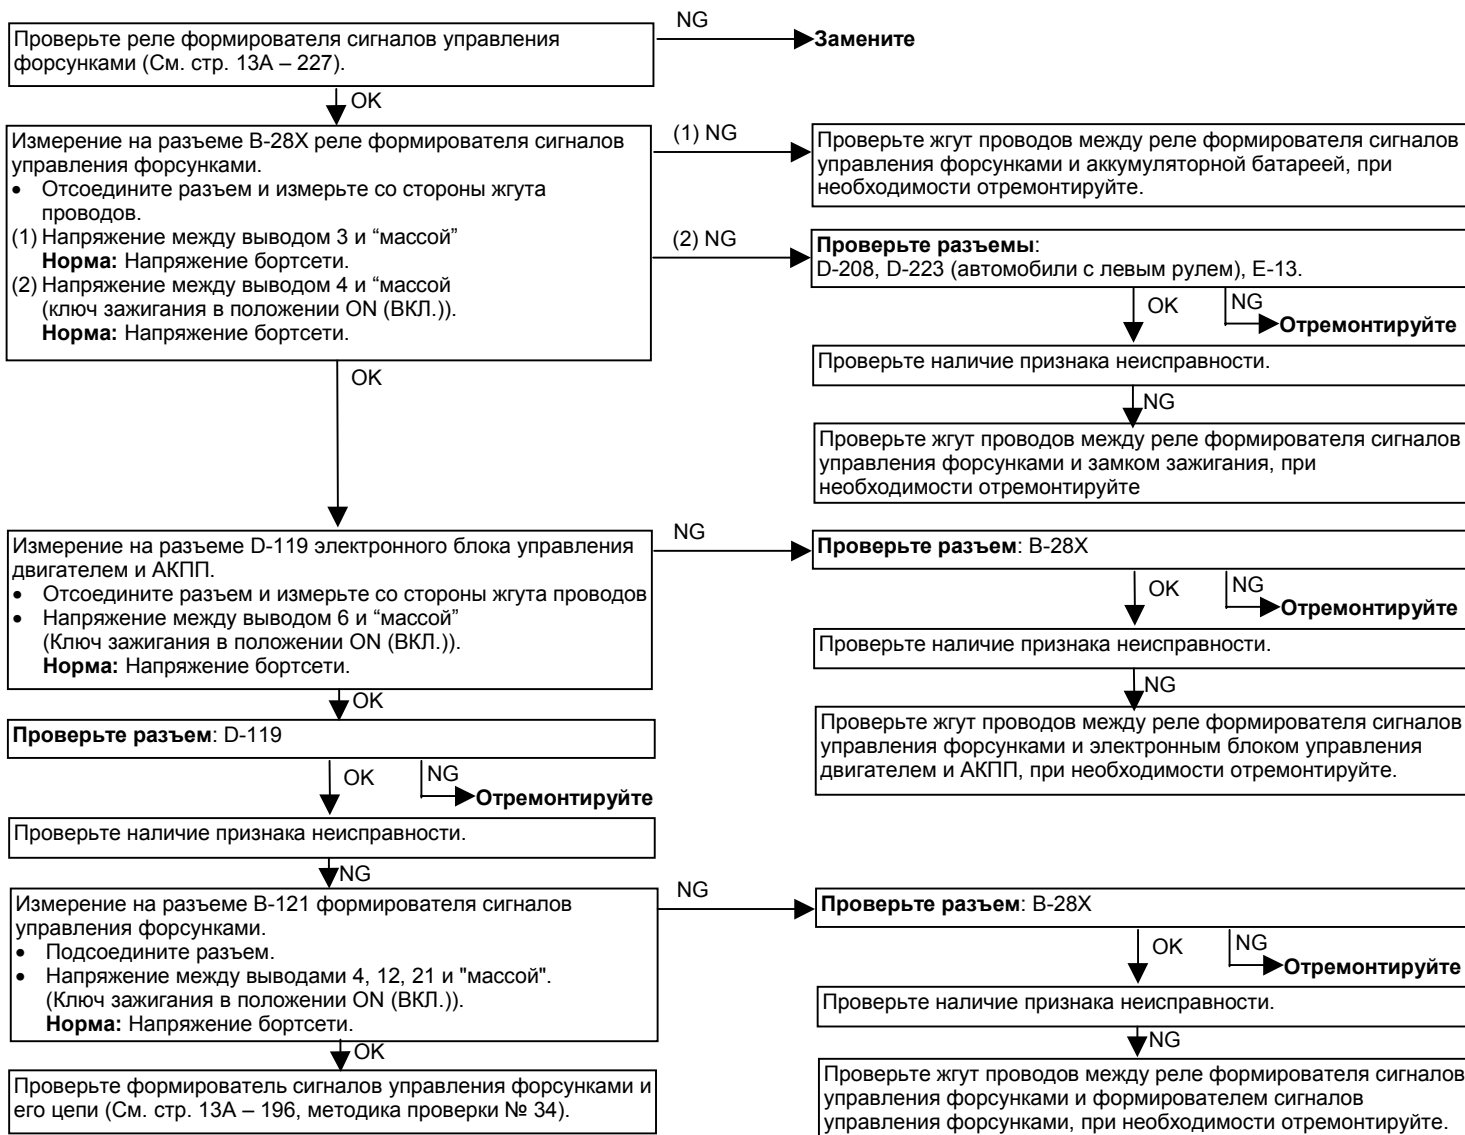 NG
Проверьте реле формирователя сигналов управления
форсунками (См. стр. 13А – 227).
Замените
OK
Измерение на разъеме B-28X реле формирователя сигналов
управления форсунками.
• Отсоедините разъем и измерьте со стороны жгута
проводов.
(1) Напряжение между выводом 3 и “массой”
Норма: Напряжение бортсети.
(2) Напряжение между выводом 4 и “массой
(ключ зажигания в положении ON (ВКЛ.)).
Норма: Напряжение бортсети.
(1) NG
Проверьте жгут проводов между реле формирователя сигналов
управления форсунками и аккумуляторной батареей, при
необходимости отремонтируйте.
(2) NG
Проверьте разъемы:
D-208, D-223 (автомобили с левым рулем), E-13.
OK
NG
Отремонтируйте
Проверьте наличие признака неисправности.
NG
Проверьте жгут проводов между реле формирователя сигналов
управления форсунками и замком зажигания, при
необходимости отремонтируйте
OK
Измерение на разъеме D-119 электронного блока управления
двигателем и АКПП.
• Отсоедините разъем и измерьте со стороны жгута проводов
• Напряжение между выводом 6 и “массой”
(Ключ зажигания в положении ON (ВКЛ.)).
Норма: Напряжение бортсети.
NG
Проверьте разъем: B-28X
OK
NG
Отремонтируйте
Проверьте наличие признака неисправности.
NG
Проверьте жгут проводов между реле формирователя сигналов
управления форсунками и электронным блоком управления
двигателем и АКПП, при необходимости отремонтируйте.
OK
Проверьте разъем: D-119
OK
NG
Отремонтируйте
Проверьте наличие признака неисправности.
NG
Измерение на разъеме B-121 формирователя сигналов
управления форсунками.
• Подсоедините разъем.
• Напряжение между выводами 4, 12, 21 и "массой".
(Ключ зажигания в положении ON (ВКЛ.)).
Норма: Напряжение бортсети.
NG
Проверьте разъем: B-28X
OK
NG
Отремонтируйте
Проверьте наличие признака неисправности.
NG
Проверьте жгут проводов между реле формирователя сигналов
управления форсунками и формирователем сигналов
управления форсунками, при необходимости отремонтируйте.
OK
Проверьте формирователь сигналов управления форсунками и
его цепи (См. стр. 13А – 196, методика проверки № 34).